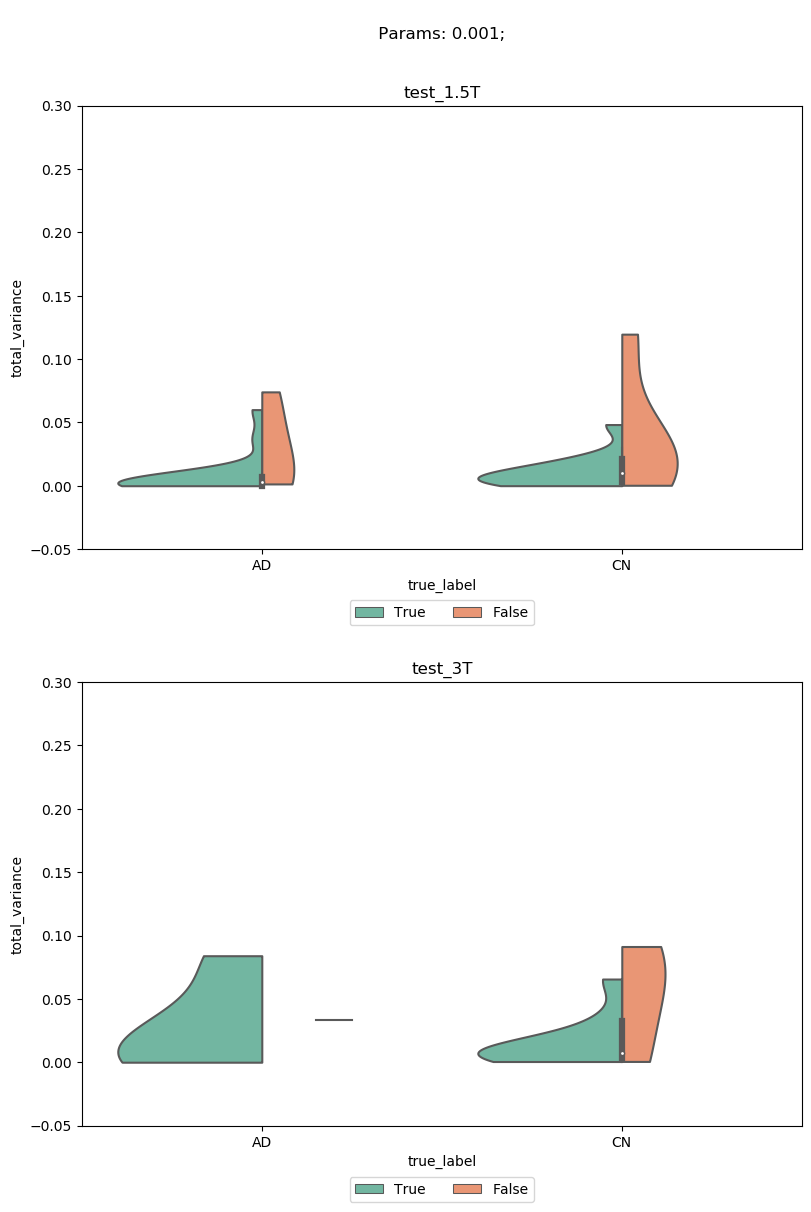 Params: 0.001;
test_1.5T
0.30
0.25
0.20
0.15
0.10
0.05
0.00
−0.05
total_variance
AD CN
true_label
True False
test_3T
0.30
0.25
0.20
0.15
0.10
0.05
0.00
−0.05
total_variance
AD CN
true_label
True False